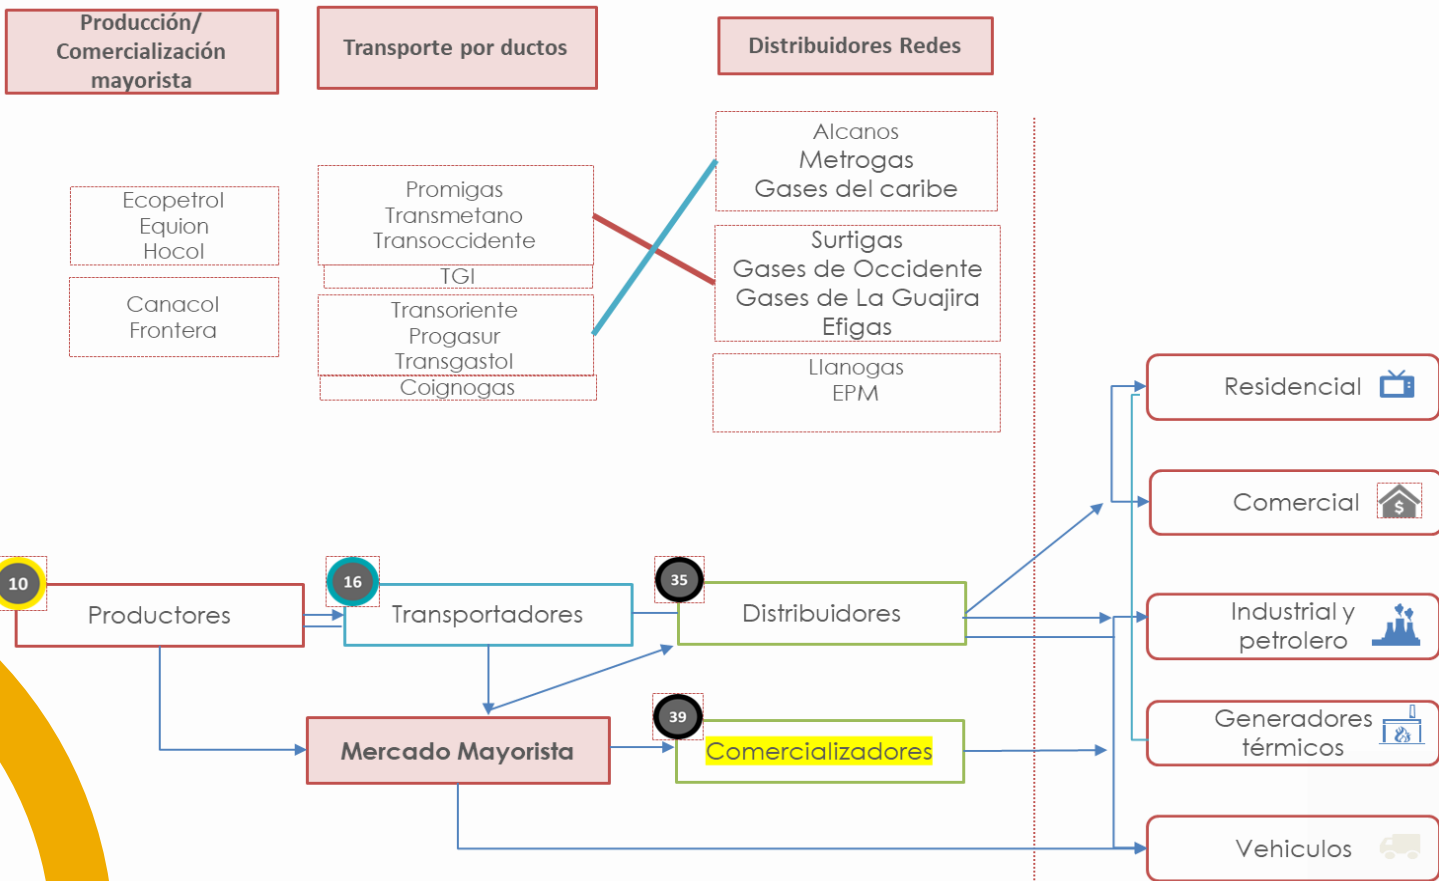 Producción/
Comercialización
mayorista
Transporte por ductos
Distribuidores Redes
Ecopetrol
Equion
Hocol
Canacol
Frontera
Promigas
Transmetano
Transoccidente
TGI
Transoriente
Progasur
Transgastol
Coignogas
Alcanos
Metrogas
Gases del caribe
Surtigas
Gases de Occidente
Gases de La Guajira
Efigas
Llanogas
EPM
10
Productores
16
Transportadores
35
Distribuidores
Mercado Mayorista
39
Comercializadores
Residencial
Comercial
$
Industrial y
petrolero
Generadores
térmicos
Vehiculos